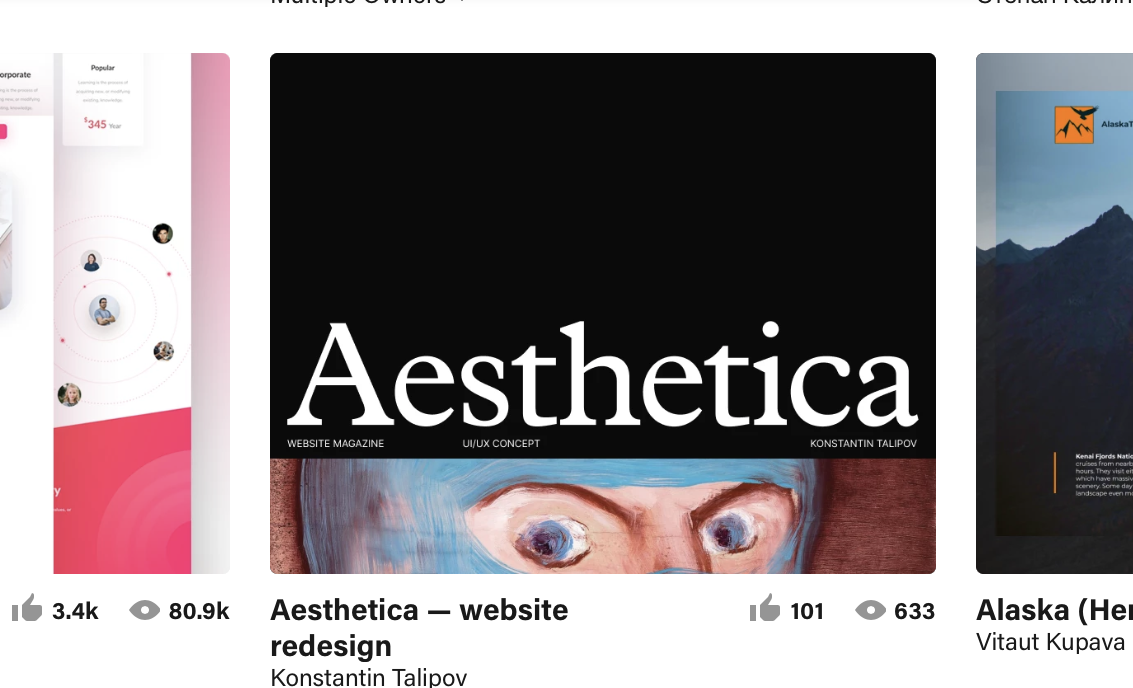 Multiple Owners
orporate
Popular
Learning is the process of
acquiring new, or modifying
existing, knowledge.
$345 Year
AlaskaT
Aesthetica
WEBSITE MAGAZINE UI/UX CONCEPT KONSTANTIN TALIPOV
Kenai Fjords Natio
cruises from nearb
hours. They visit eit
which have massiv
scenery. Some day
landscape even mo
y
3.4k 80.9k
Aesthetica — website
redesign
101 633
Konstantin Talipov
Alaska (Her
Vitaut Kupava